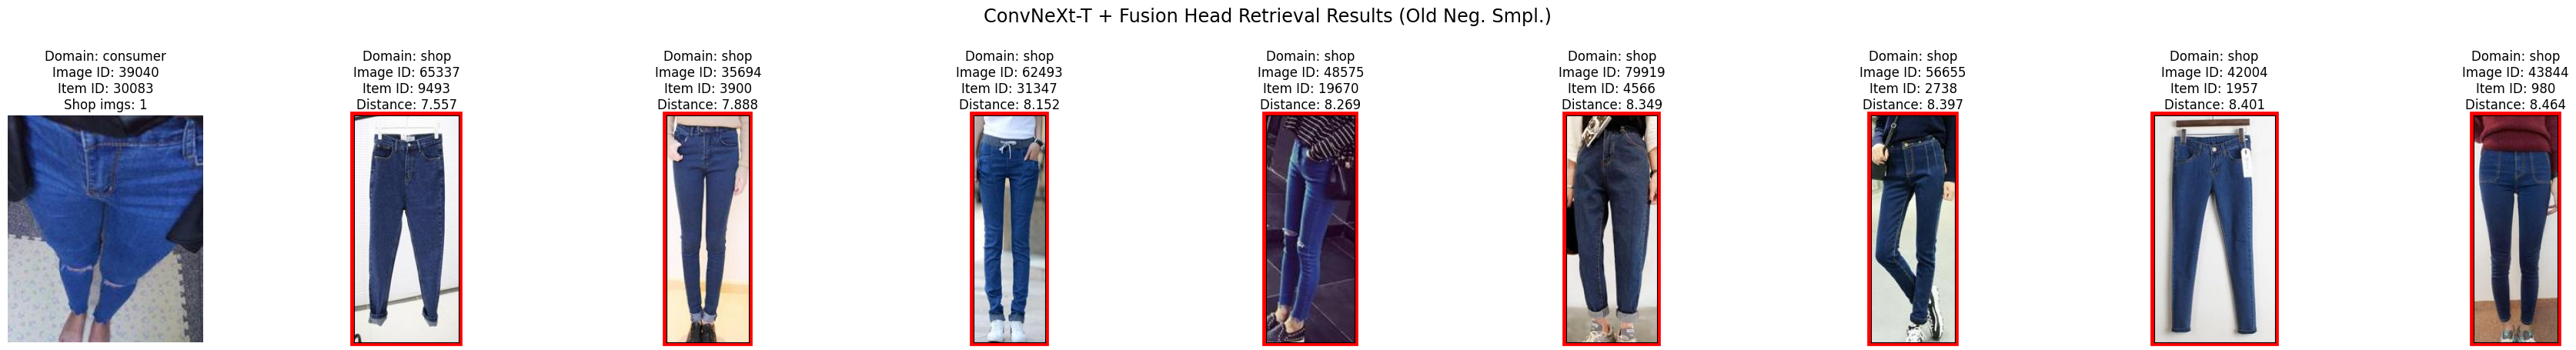 ConvNeXt-T + Fusion Head Retrieval Results (Old Neg. Smpl.)
Domain: consumer
Image ID: 39040
Item ID: 30083
Shop imgs: 1
Domain: shop
Image ID: 65337
Item ID: 9493
Distance: 7.557
Domain: shop
Image ID: 35694
Item ID: 3900
Distance: 7.888
Domain: shop
Image ID: 62493
Item ID: 31347
Distance: 8.152
Domain: shop
Image ID: 48575
Item ID: 19670
Distance: 8.269
Domain: shop
Image ID: 79919
Item ID: 4566
Distance: 8.349
Domain: shop
Image ID: 56655
Item ID: 2738
Distance: 8.397
Domain: shop
Image ID: 42004
Item ID: 1957
Distance: 8.401
Domain: shop
Image ID: 43844
Item ID: 980
Distance: 8.464